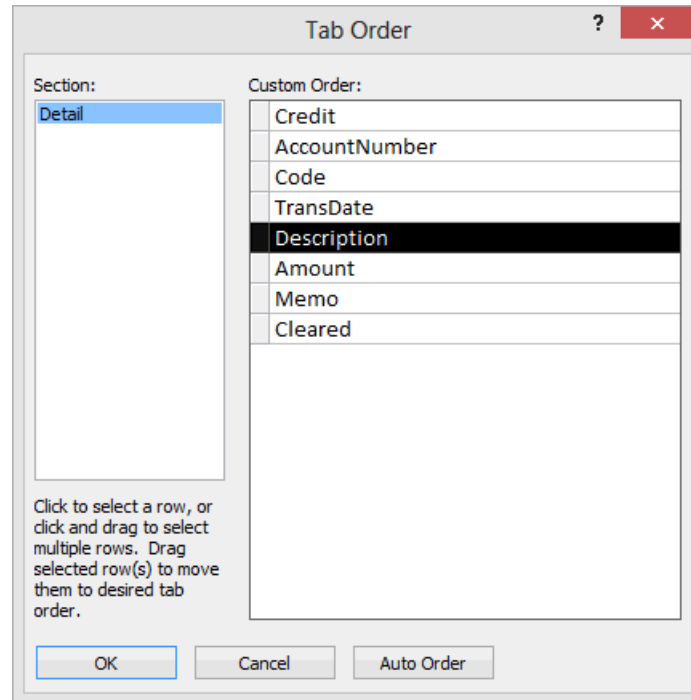 Tab Order
?
×
Section:
Custom Order:
Detail
Credit
AccountNumber
Code
TransDate
Description
Amount
Memo
Cleared
Click to select a row, or
click and drag to select
multiple rows. Drag
selected row(s) to move
them to desired tab
order.
OK
Cancel
Auto Order